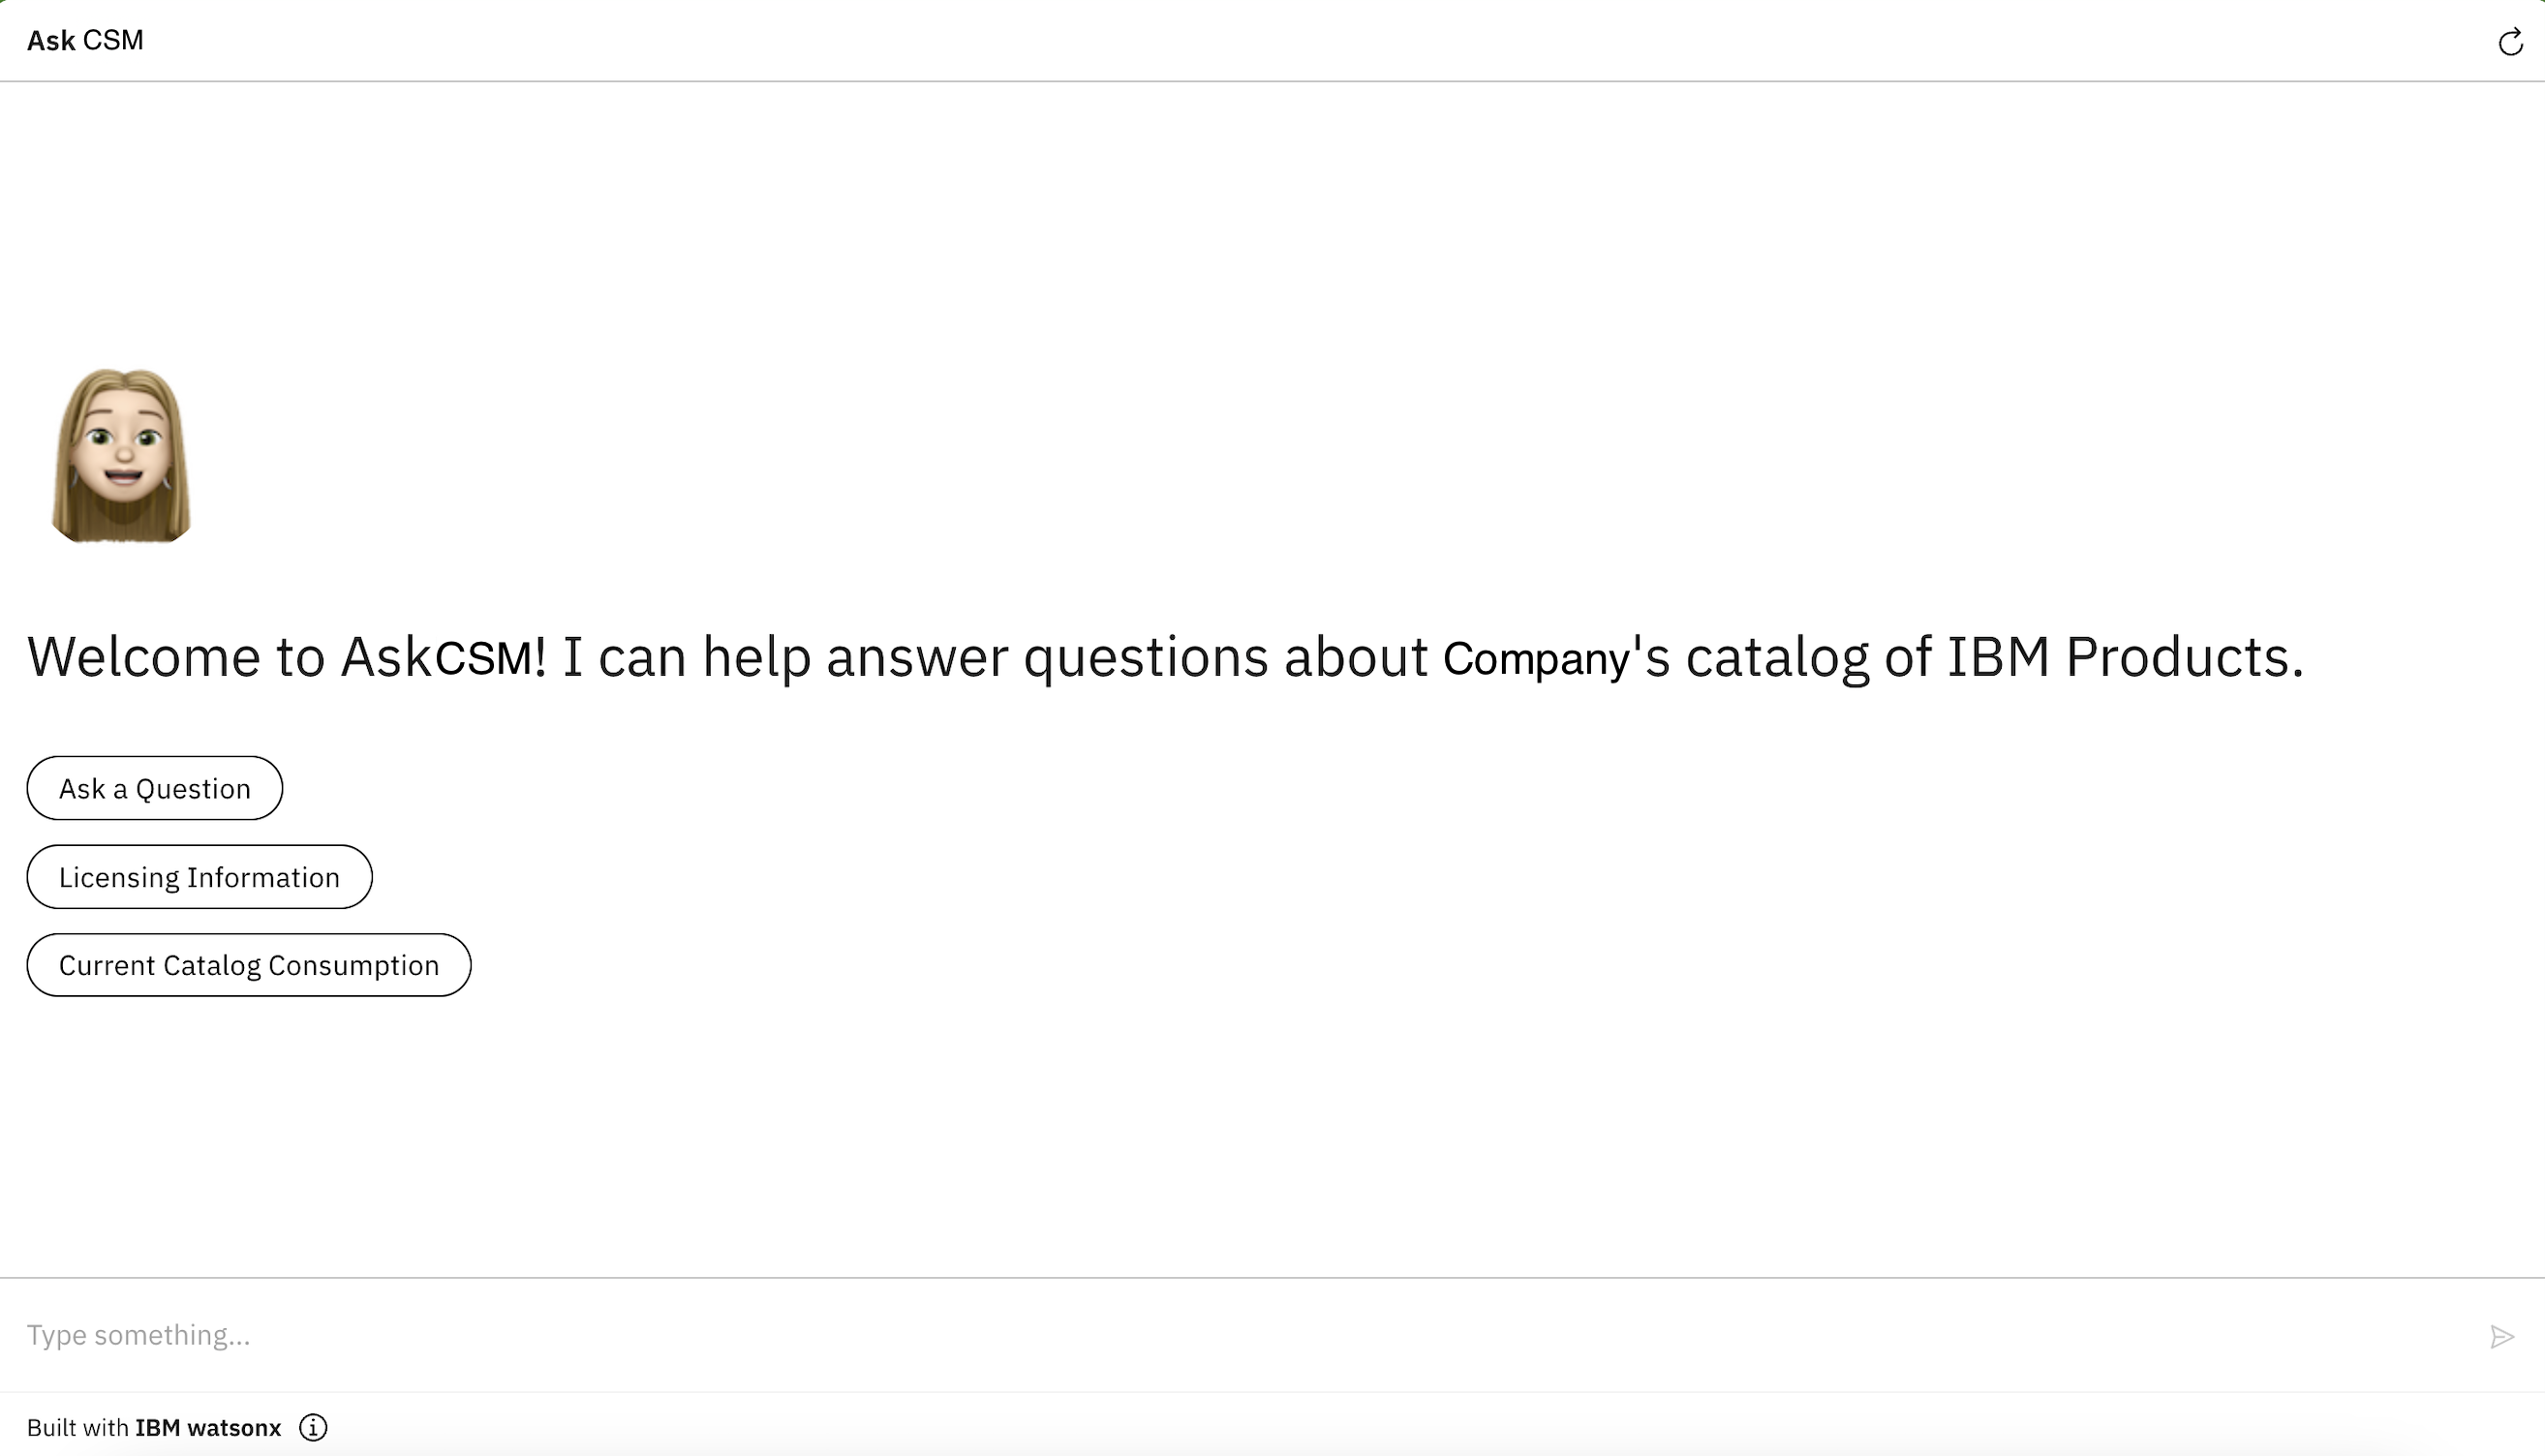 Ask CSM
Welcome to AskCSM! I can help answer questions about Company's catalog of IBM Products.
Ask a Question
Licensing Information
Current Catalog Consumption
Type something...
Built with IBM watsonx